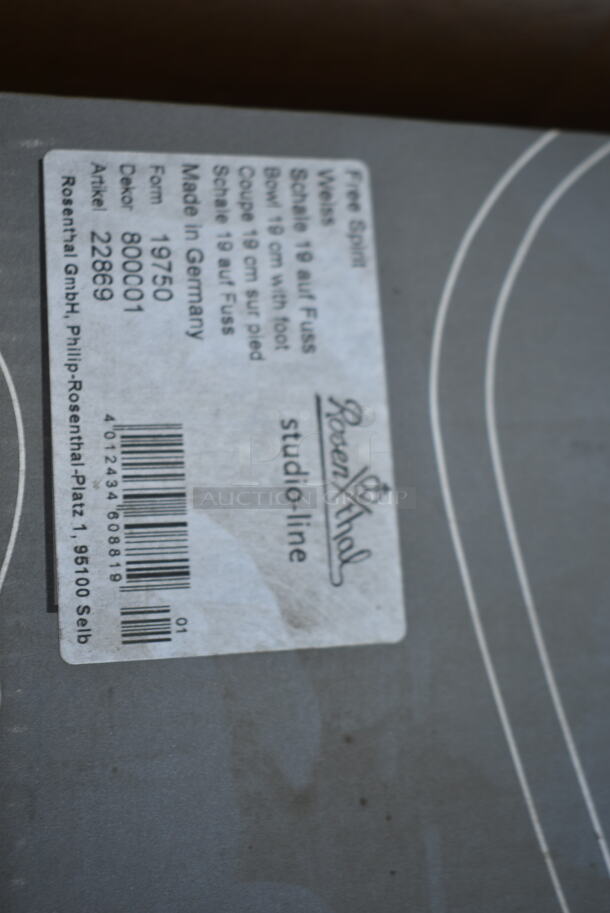 Free Spirit
Weiss
Schale 19 auf Fuss
Bowl 19 cm with foot
Coupe 19 cm sur pied
Schale 19 auf Fuss
Made in Germany
Form 19750
Dekor 800001
Artikel 22869
Rosenthal GmbH, Philip-Rosenthal-Platz 1, 95100 Selb
Rosenthal
studio-line
4 012434 608819
01
AUCTION GROUP